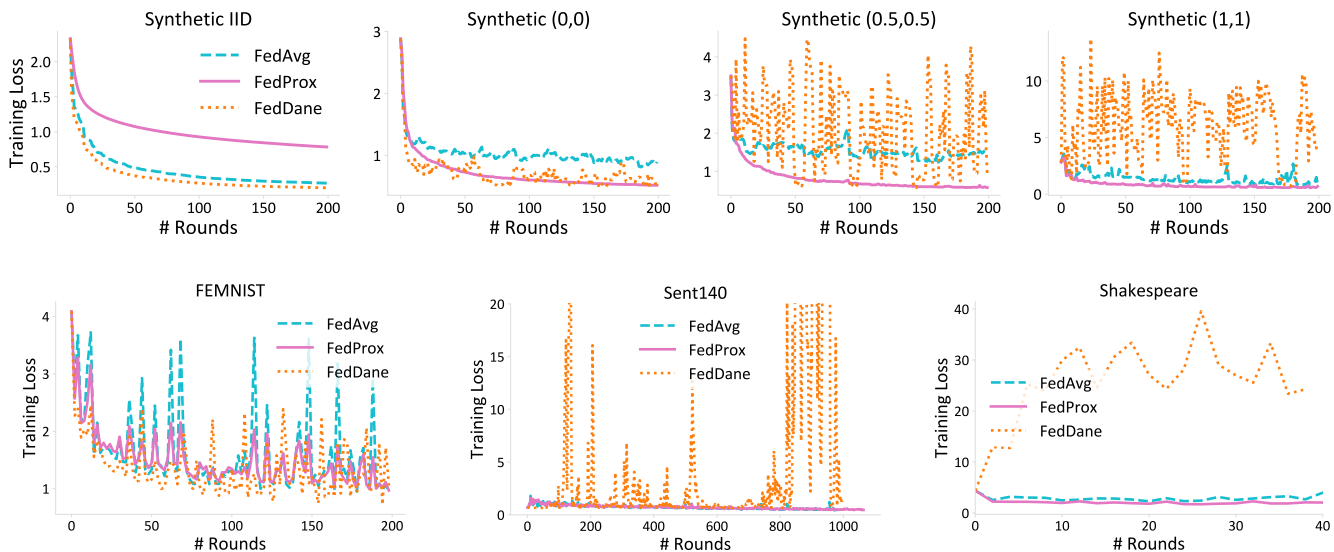 Synthetic IID
Synthetic (0,0)
Synthetic (0.5,0.5)
Synthetic (1,1)
Training Loss
2.0
1.5
1.0
0.5
FedAvg
FedProx
FedDane
0
50
100
150
200
# Rounds
3
2
1
0
50
100
150
200
# Rounds
4
3
2
1
0
50
100
150
200
# Rounds
10
5
0
0
50
100
150
200
# Rounds
FEMNIST
Sent140
Shakespeare
Training Loss
4
3
2
1
FedAvg
FedProx
FedDane
0
50
100
150
200
# Rounds
Training Loss
20
15
10
5
0
FedAvg
FedProx
FedDane
0
200
400
600
800
1000
# Rounds
Training Loss
40
30
20
10
0
FedAvg
FedProx
FedDane
0
10
20
30
40
# Rounds